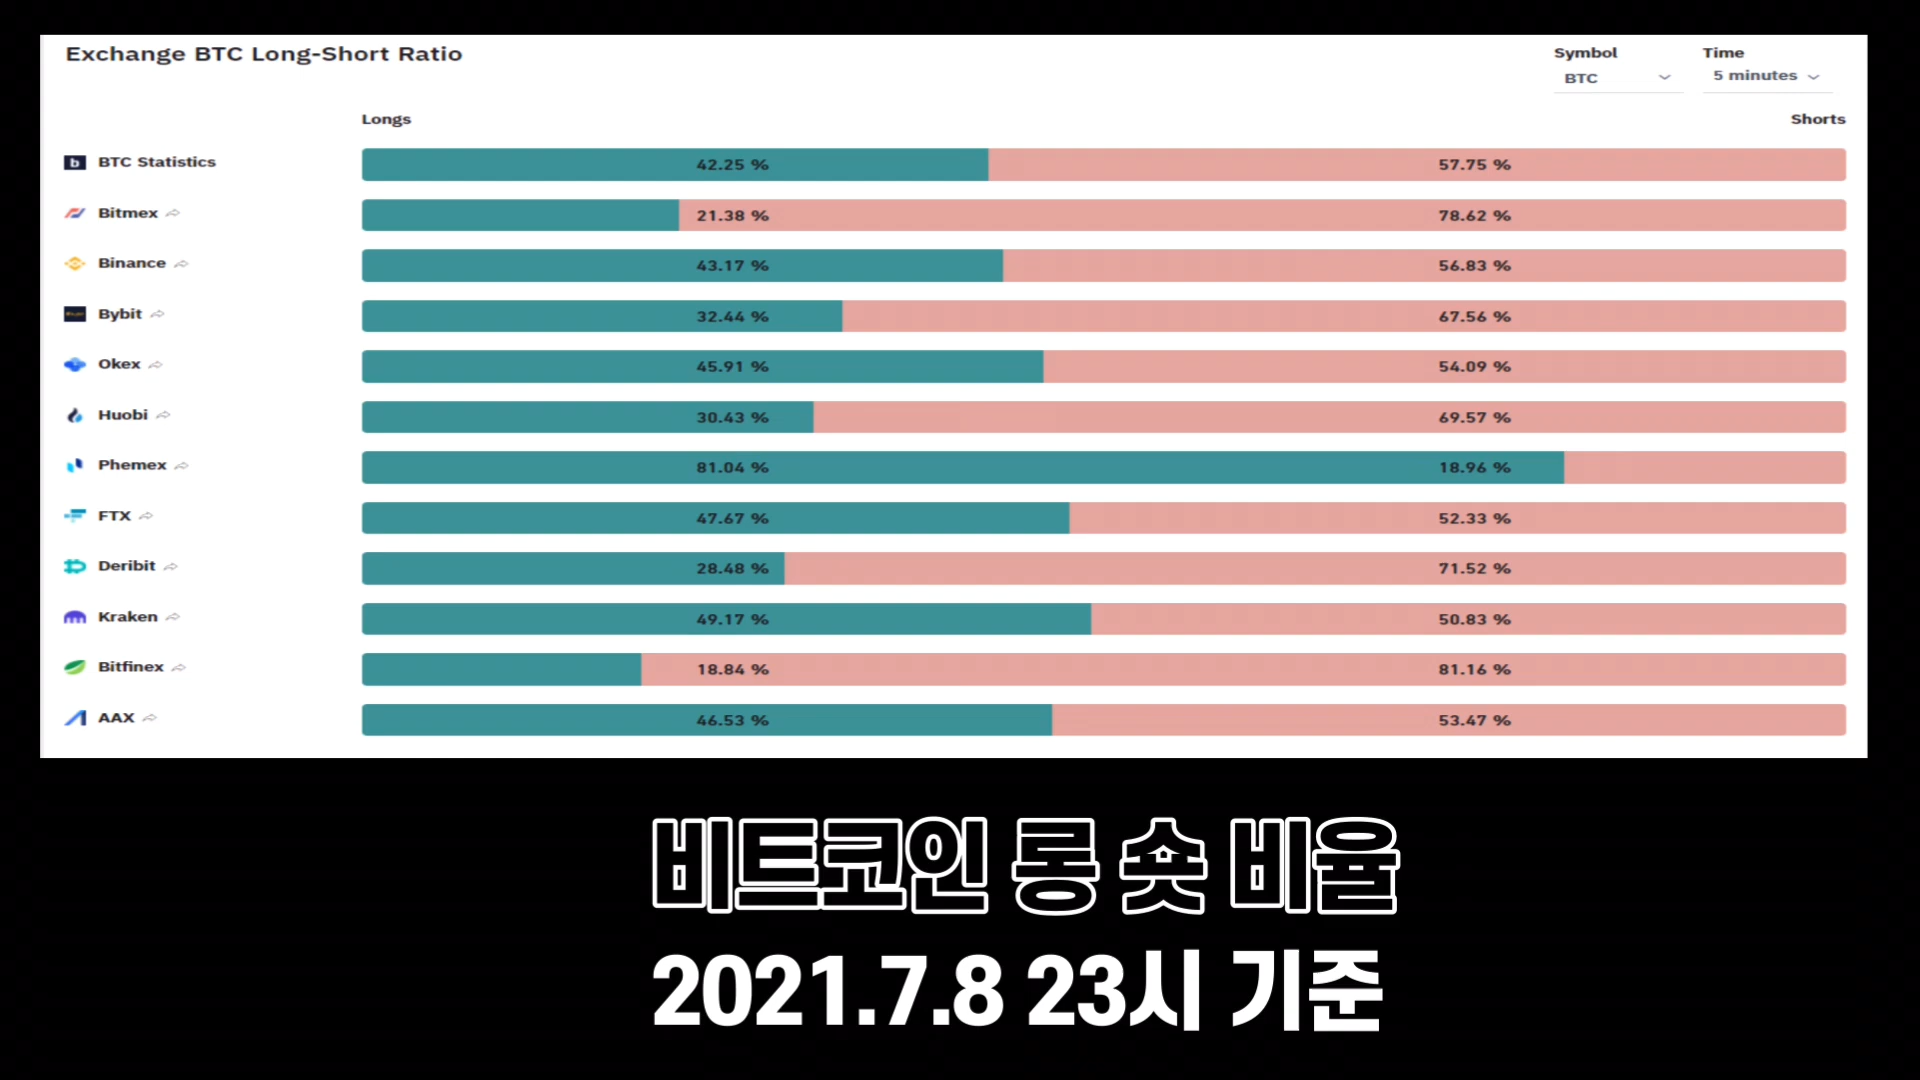 Exchange BTC Long-Short Ratio
Symbol Time
BTC 5 minutes
Longs Shorts
b BTC Statistics 42.25 % 57.75 %
Bitmex 21.38 % 78.62 %
Binance 43.17 % 56.83 %
Bybit 32.44 % 67.56 %
Okex 45.91 % 54.09 %
Huobi 30.43 % 69.57 %
Phemex 81.04 % 18.96 %
FTX 47.67 % 52.33 %
Deribit 28.48 % 71.52 %
Kraken 49.17 % 50.83 %
Bitfinex 18.84 % 81.16 %
AAX 46.53 % 53.47 %
비트코인 롱 숏 비율
2021.7.8 23시 기준